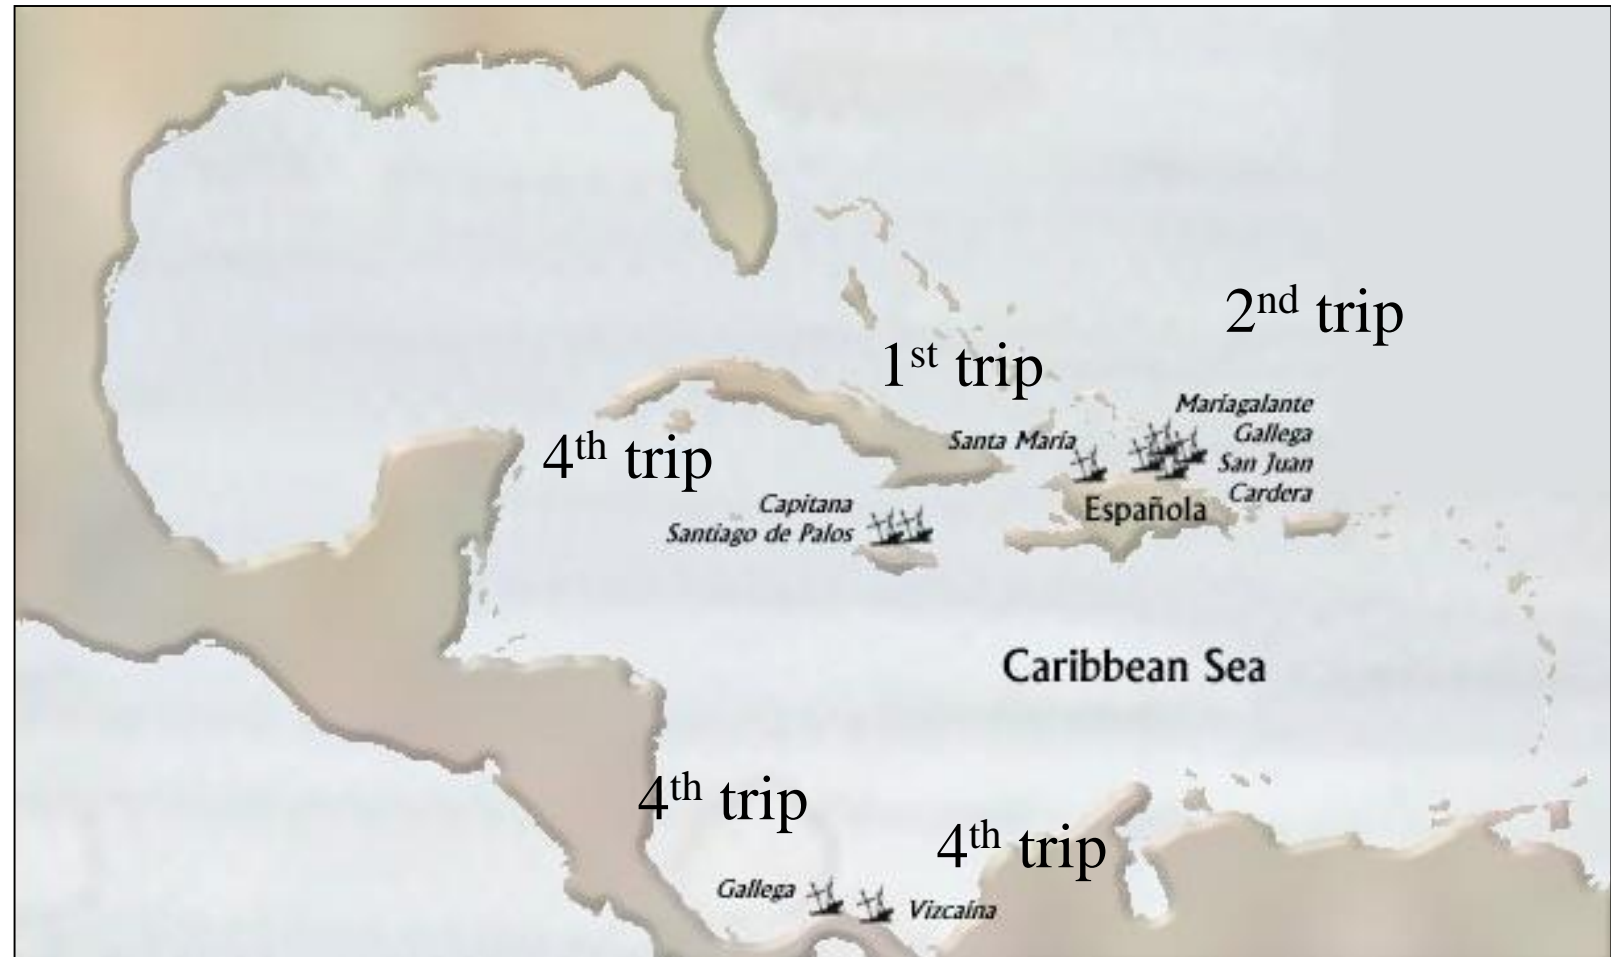 2nd trip
1st trip
Mariagalante
Gallega
San Juan
Cardera
Santa María
4th trip
Española
Capitana
Santiago de Palos
Caribbean Sea
4th trip
4th trip
Gallega
Vizcaína